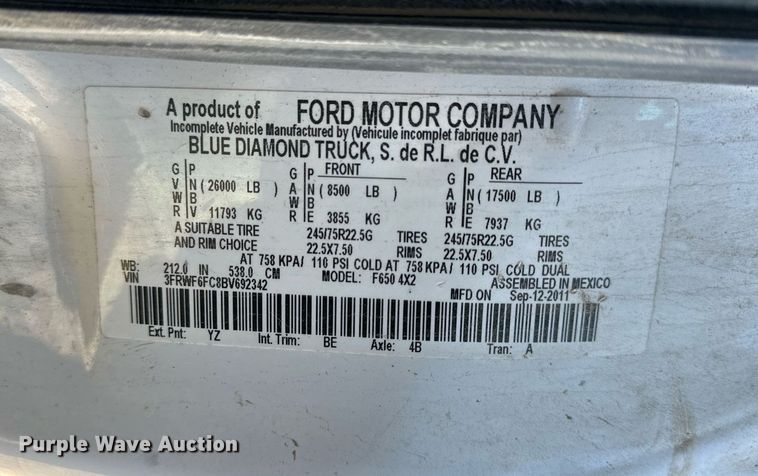 A product of FORD MOTOR COMPANY
Incomplete Vehicle Manufactured by (Vehicule incomplet fabrique par)
BLUE DIAMOND TRUCK, S. de R.L. de C.V.
G P G P FRONT G P REAR
V N ( 26000 LB ) A N ( 8500 LB ) A N ( 17500 LB )
W B W B W B
R V 11793 KG R E 3855 KG R E 7937 KG
A SUITABLE TIRE 245/75R22.5G TIRES 245/75R22.5G TIRES
AND RIM CHOICE 22.5X7.50 RIMS 22.5X7.50 RIMS
AT 758 KPA/ 110 PSI COLD AT 758 KPA/ 110 PSI COLD DUAL
WB: 212.0 IN 538.0 CM MODEL: F650 4X2 ASSEMBLED IN MEXICO
VIN 3FRWF6FC8BV692342 MFD ON Sep-12-2011
Ext. Pnt: YZ Int. Trim: BE Axle: 4B Tran: A
Purple Wave Auction